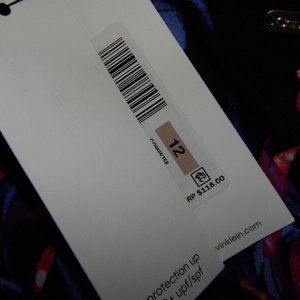 12
RP $118.00
vinklein.com
protection up
t upf/spf